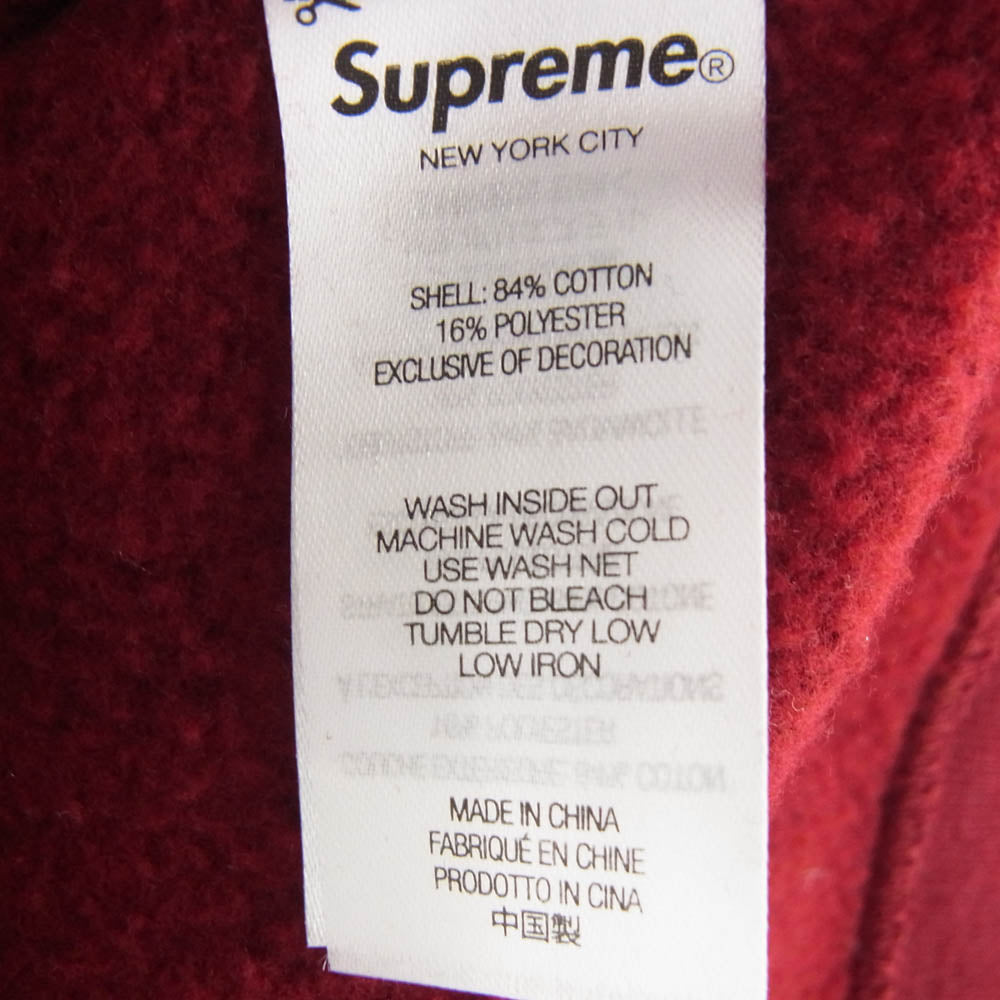 Supreme®
NEW YORK CITY
SHELL: 84% COTTON
16% POLYESTER
EXCLUSIVE OF DECORATION
WASH INSIDE OUT
MACHINE WASH COLD
USE WASH NET
DO NOT BLEACH
TUMBLE DRY LOW
LOW IRON
MADE IN CHINA
FABRIQUÉ EN CHINE
PRODOTTO IN CINA
中国製